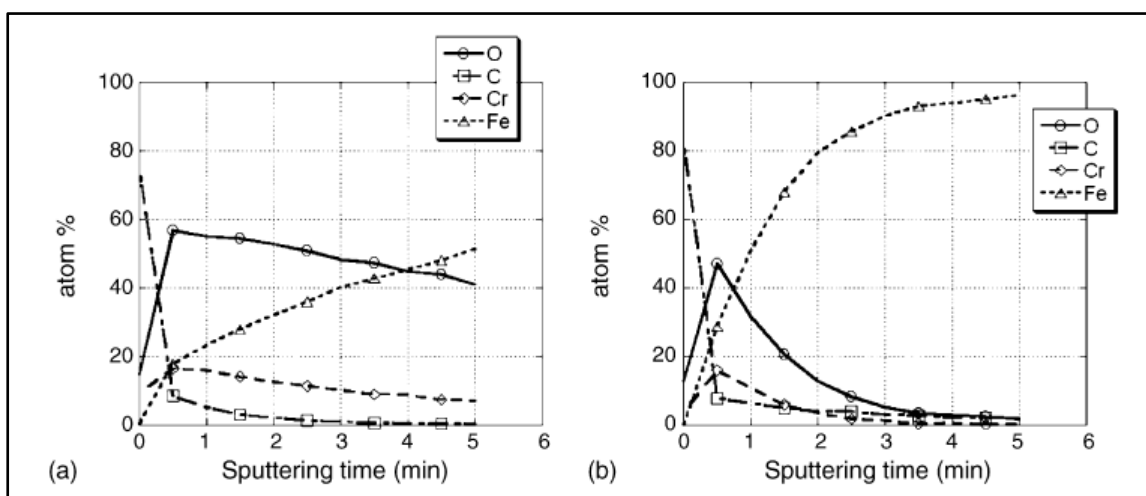 O
C
Cr
Fe
100
80
60
40
20
0
atom %
0 1 2 3 4 5 6
(a)
Sputtering time (min)
O
C
Cr
Fe
100
80
60
40
20
0
atom %
0 1 2 3 4 5 6
(b)
Sputtering time (min)